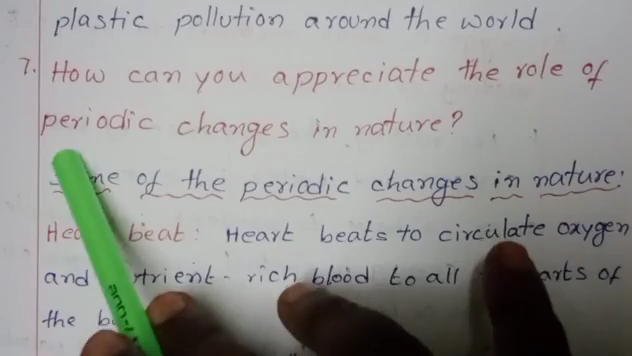 plastic pollution around the world.
7. How can you appreciate the role of
periodic changes in nature?
of the periodic changes in nature:
beat: Heart beats to circulate oxygen
and rich blood to all of
the